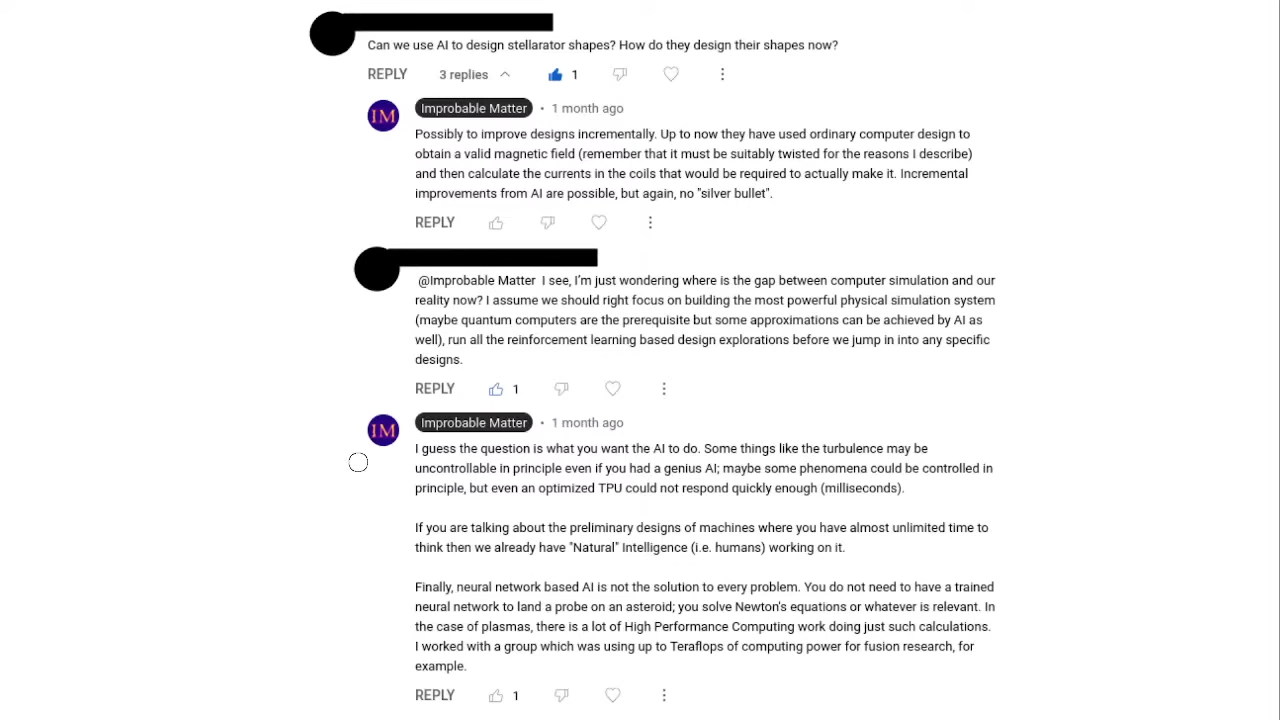 Can we use AI to design stellarator shapes? How do they design their shapes now?
REPLY 3 replies 1
IM Improbable Matter • 1 month ago
Possibly to improve designs incrementally. Up to now they have used ordinary computer design to
obtain a valid magnetic field (remember that it must be suitably twisted for the reasons I describe)
and then calculate the currents in the coils that would be required to actually make it. Incremental
improvements from AI are possible, but again, no "silver bullet".
REPLY
@Improbable Matter I see, I'm just wondering where is the gap between computer simulation and our
reality now? I assume we should right focus on building the most powerful physical simulation system
(maybe quantum computers are the prerequisite but some approximations can be achieved by AI as
well), run all the reinforcement learning based design explorations before we jump in into any specific
designs.
REPLY 1
IM Improbable Matter • 1 month ago
I guess the question is what you want the AI to do. Some things like the turbulence may be
uncontrollable in principle even if you had a genius AI; maybe some phenomena could be controlled in
principle, but even an optimized TPU could not respond quickly enough (milliseconds).
If you are talking about the preliminary designs of machines where you have almost unlimited time to
think then we already have "Natural" Intelligence (i.e. humans) working on it.
Finally, neural network based AI is not the solution to every problem. You do not need to have a trained
neural network to land a probe on an asteroid; you solve Newton's equations or whatever is relevant. In
the case of plasmas, there is a lot of High Performance Computing work doing just such calculations.
I worked with a group which was using up to Teraflops of computing power for fusion research, for
example.
REPLY 1